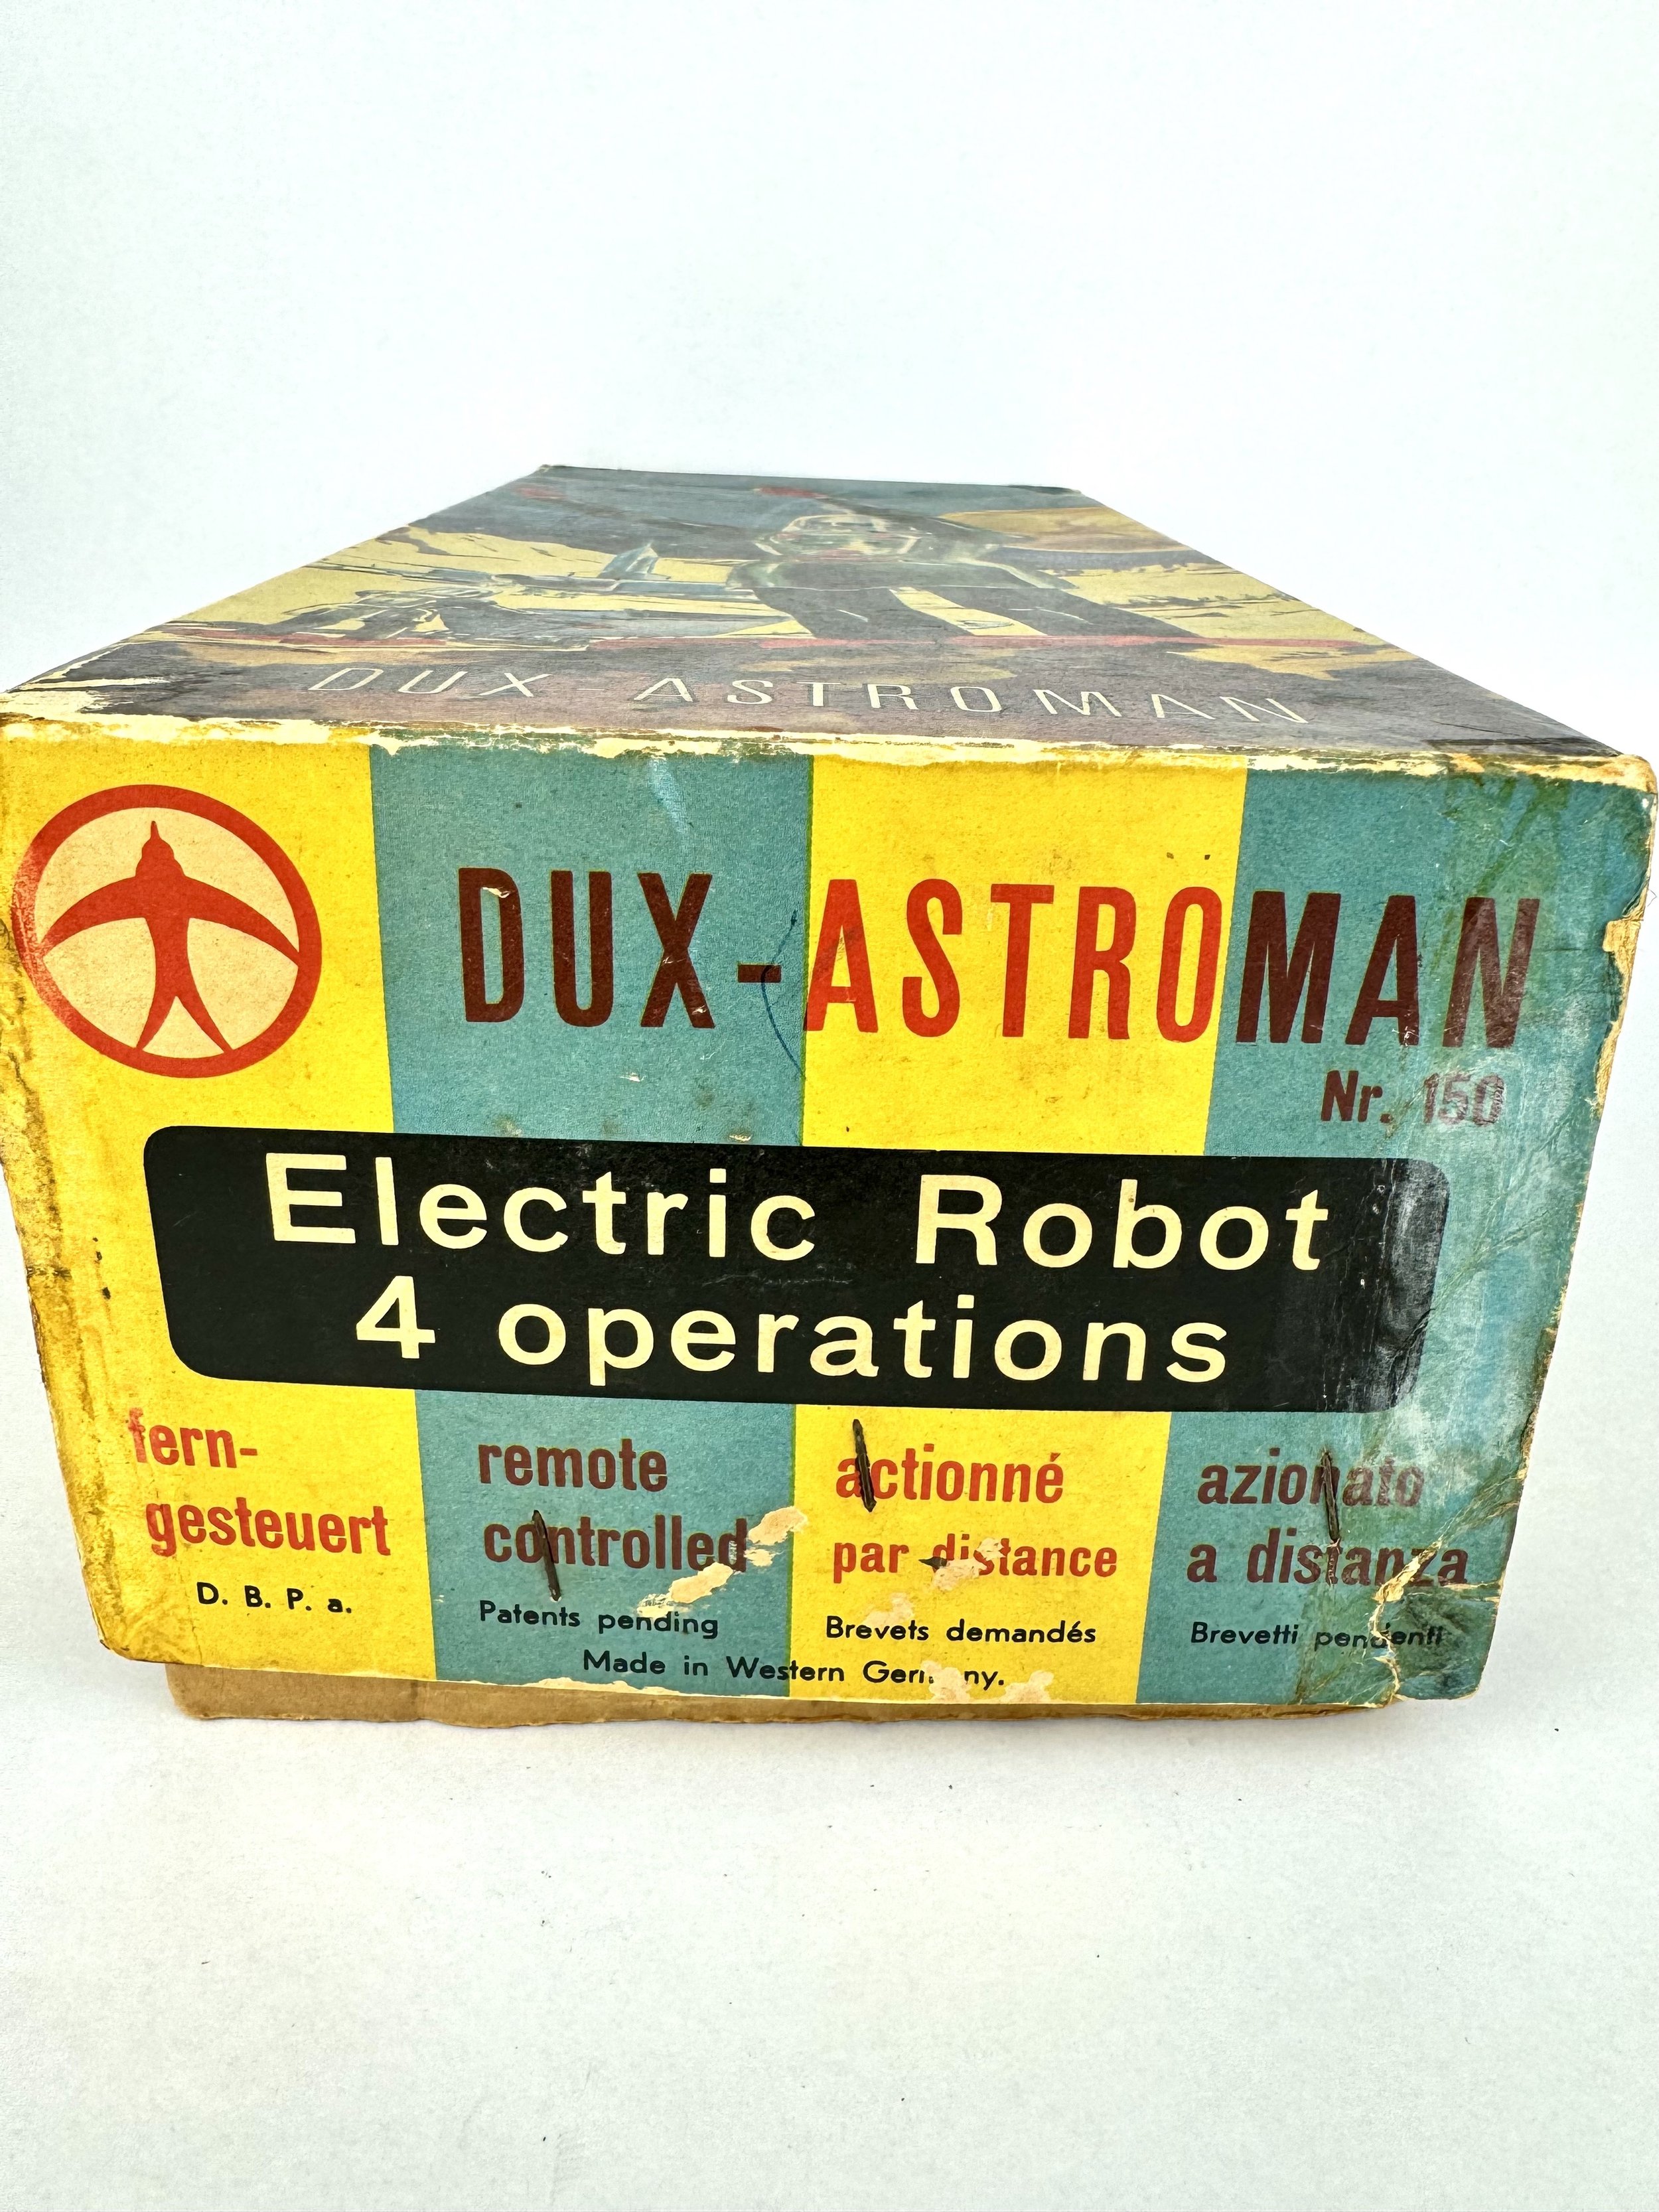 DUX-ASTROMAN
DUX-ASTROMAN
Nr. 150
Electric Robot
4 operations
fern-
gesteuert
D. B. P. a.
remote
controlled
Patents pending
actionné
par distance
Brevets demandés
azionato
a distanza
Brevetti pendenti
Made in Western Germany.